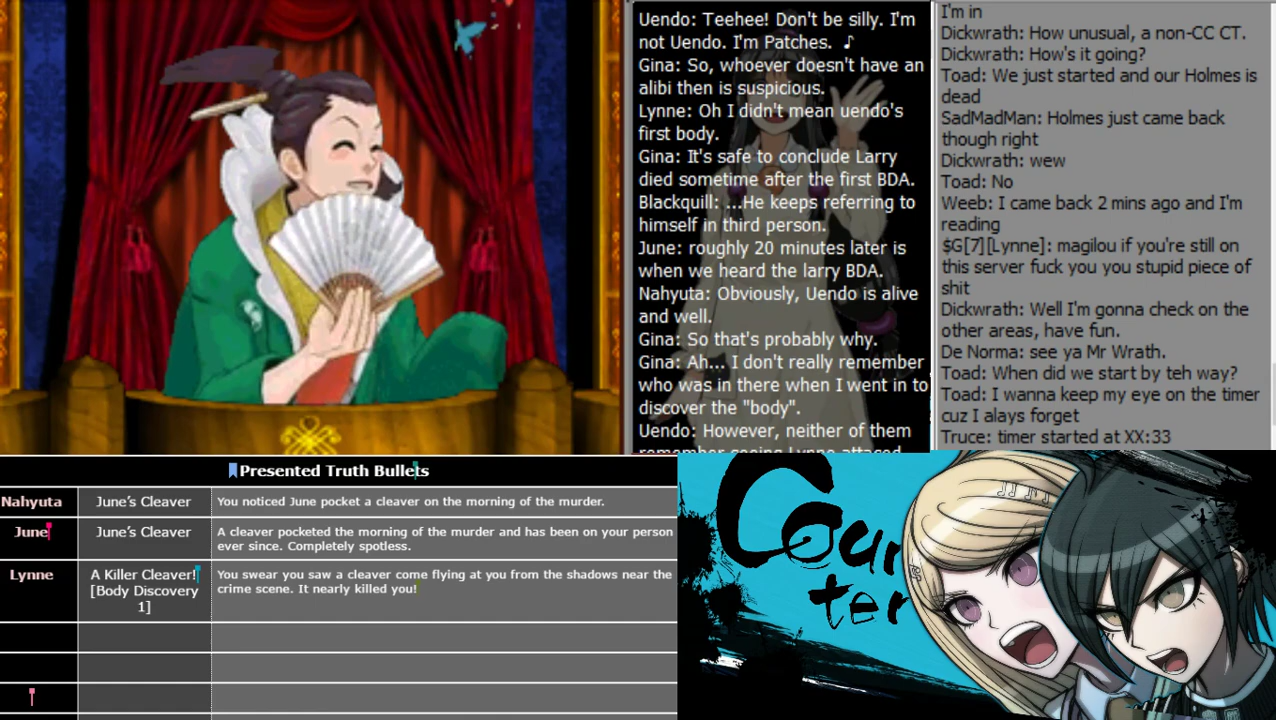 Uendo: Teehee! Don't be silly. I'm
not Uendo. I'm Patches. ♪
Gina: So, whoever doesn't have an
alibi then is suspicious.
Lynne: Oh I didn't mean uendo's
first body.
Gina: It's safe to conclude Larry
died sometime after the first BDA.
Blackquill: ...He keeps referring to
himself in third person.
June: roughly 20 minutes later is
when we heard the larry BDA.
Nahyuta: Obviously, Uendo is alive
and well.
Gina: So that's probably why.
Gina: Ah... I don't really remember
who was in there when I went in to
discover the "body".
Uendo: However, neither of them
remember seeing Lynne
I'm in
Dickwrath: How unusual, a non-CC CT.
Dickwrath: How's it going?
Toad: We just started and our Holmes is
dead
SadMadMan: Holmes just came back
though right
Dickwrath: wew
Toad: No
Weeb: I came back 2 mins ago and I'm
reading
$G[7][Lynne]: magilou if you're still on
this server fuck you you stupid piece of
shit
Dickwrath: Well I'm gonna check on the
other areas, have fun.
De Norma: see ya Mr Wrath.
Toad: When did we start by teh way?
Toad: I wanna keep my eye on the timer
cuz I alays forget
Truce: timer started at XX:33
Presented Truth Bullets
Nahyuta
June's Cleaver
You noticed June pocket a cleaver on the morning of the murder.
June
June's Cleaver
A cleaver pocketed the morning of the murder and has been on your person
ever since. Completely spotless.
Lynne
A Killer Cleaver!
[Body Discovery
1]
You swear you saw a cleaver come flying at you from the shadows near the
crime scene. It nearly killed you!
Coun
ter